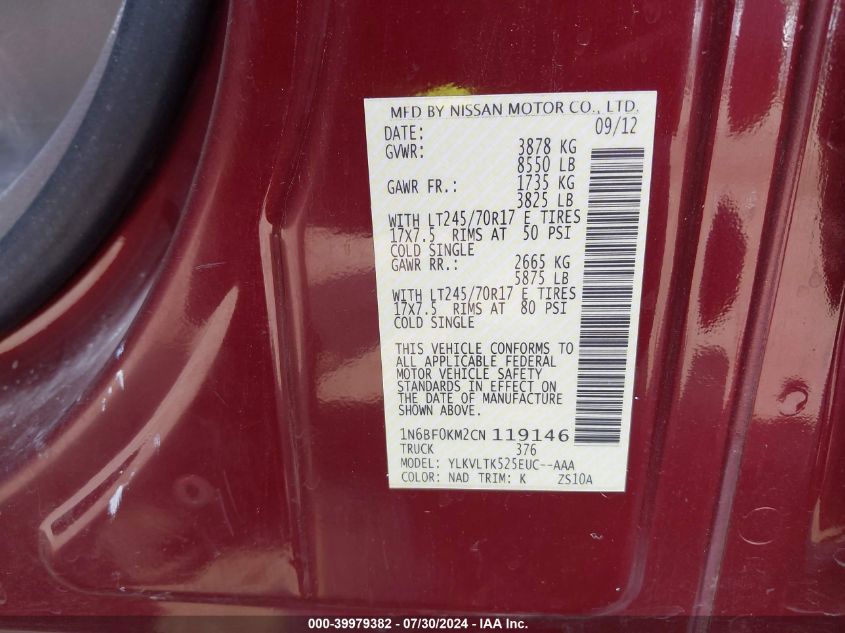 MFD BY NISSAN MOTOR CO., LTD.
DATE: 09/12
GVWR: 3878 KG
8550 LB
GAWR FR.: 1735 KG
3825 LB
WITH LT245/70R17 E TIRES
17X7.5 RIMS AT 50 PSI
COLD SINGLE
GAWR RR.: 2665 KG
5875 LB
WITH LT245/70R17 E TIRES
17X7.5 RIMS AT 80 PSI
COLD SINGLE
THIS VEHICLE CONFORMS TO
ALL APPLICABLE FEDERAL
MOTOR VEHICLE SAFETY
STANDARDS IN EFFECT ON
THE DATE OF MANUFACTURE
SHOWN ABOVE.
1N6BF0KM2CN 119146
TRUCK 376
MODEL: YLKVLTK525EUC--AAA
COLOR: NAD TRIM: K ZS10A
000-39979382 - 07/30/2024 - IAA Inc.